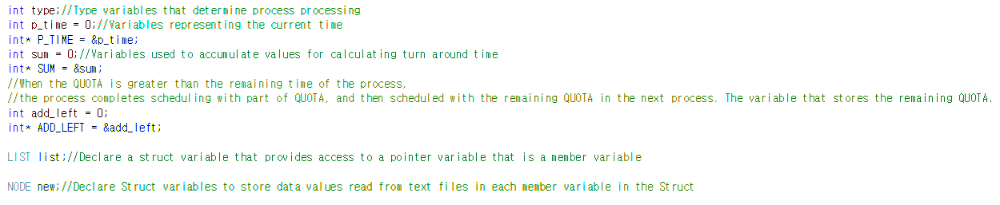 int type;//Type variables that determine process processing
int p_time = 0;//Variables representing the current time
int* P_TIME = &p_time;
int sum = 0;//Variables used to accumulate values for calculating turn around time
int* SUM = &sum;
//When the QUOTA is greater than the remaining time of the process,
//the process completes scheduling with part of QUOTA, and then scheduled with the remaining QUOTA in the next process. The variable that stores the remaining QUOTA.
int add_left = 0;
int* ADD_LEFT = &add_left;
LIST list;//Declare a struct variable that provides access to a pointer variable that is a member variable
NODE new;//Declare Struct variables to store data values read from text files in each member variable in the Struct